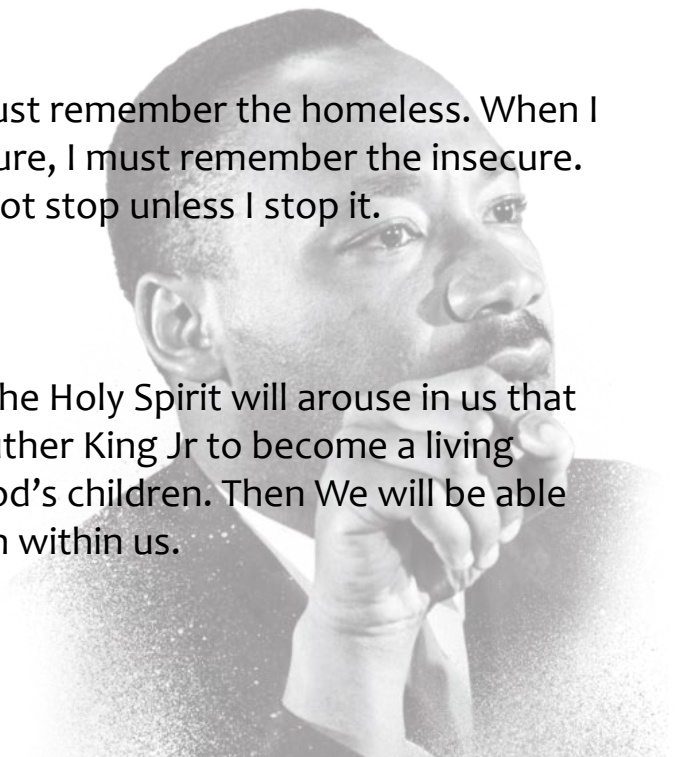 ust remember the homeless. When I
ure, I must remember the insecure.
ot stop unless I stop it.
he Holy Spirit will arouse in us that
ther King Jr to become a living
od’s children. Then We will be able
within us.